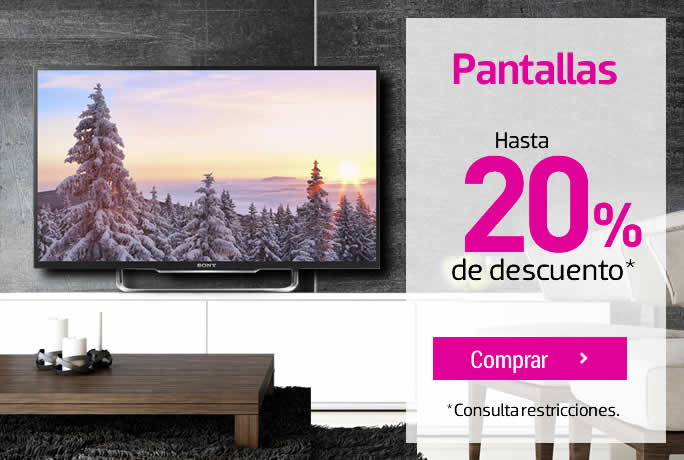 SONY
Pantallas
Hasta
20%
de descuento*
Comprar >
*Consulta restricciones.